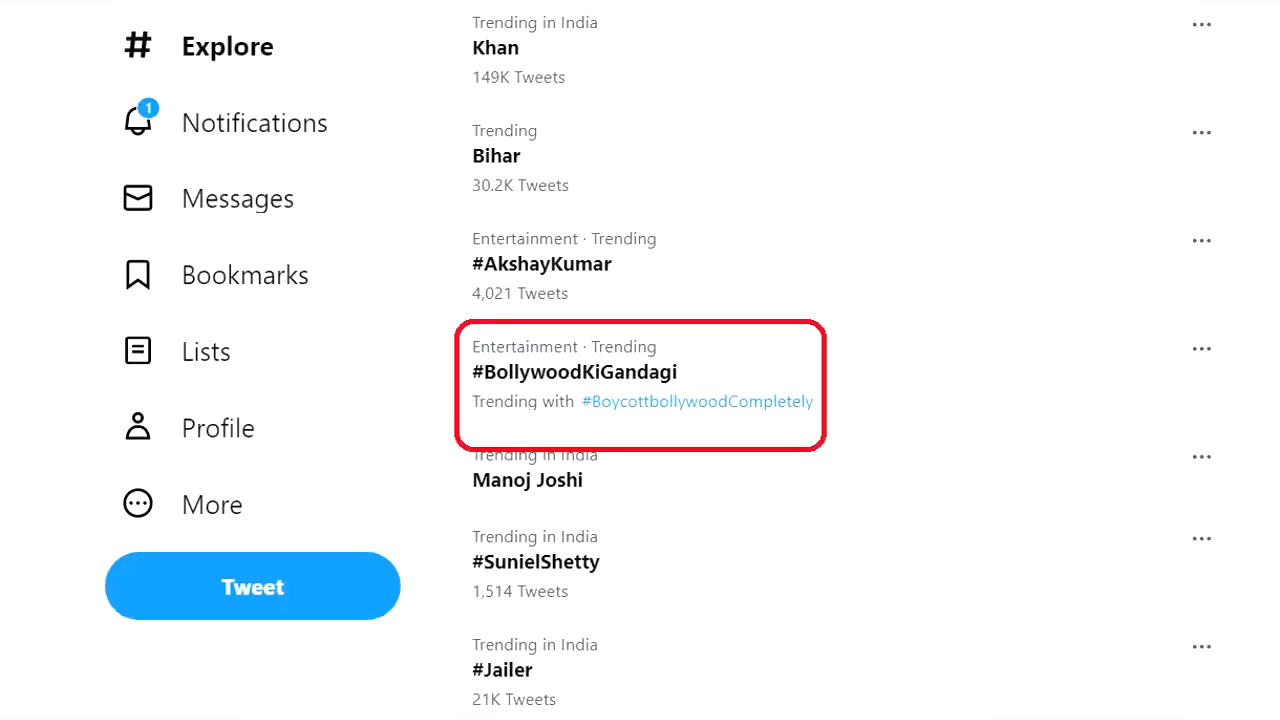 Explore
1
Notifications
Messages
Bookmarks
Lists
Profile
More
Tweet
Trending in India
Khan
149K Tweets
Trending
Bihar
30.2K Tweets
Entertainment · Trending
#AkshayKumar
4,021 Tweets
Entertainment · Trending
#BollywoodKiGandagi
Trending with #BoycottbollywoodCompletely
Trending in India
Manoj Joshi
Trending in India
#SunielShetty
1,514 Tweets
Trending in India
#Jailer
21K Tweets